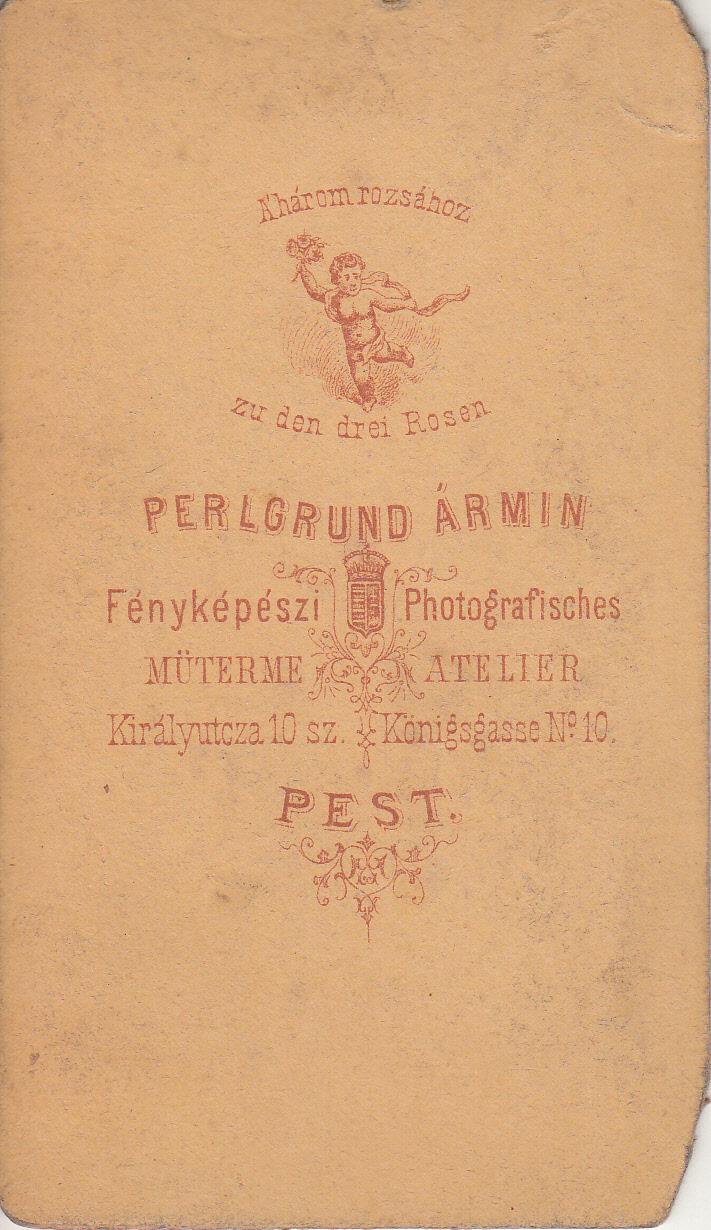 A'három rozsához
zu den drei Rosen
PERLGRUND ÁRMIN
Fényképészi Photografisches
MÜTERME ATELIER
Királyutcza 10 sz. Königsgasse Nº 10.
PEST.